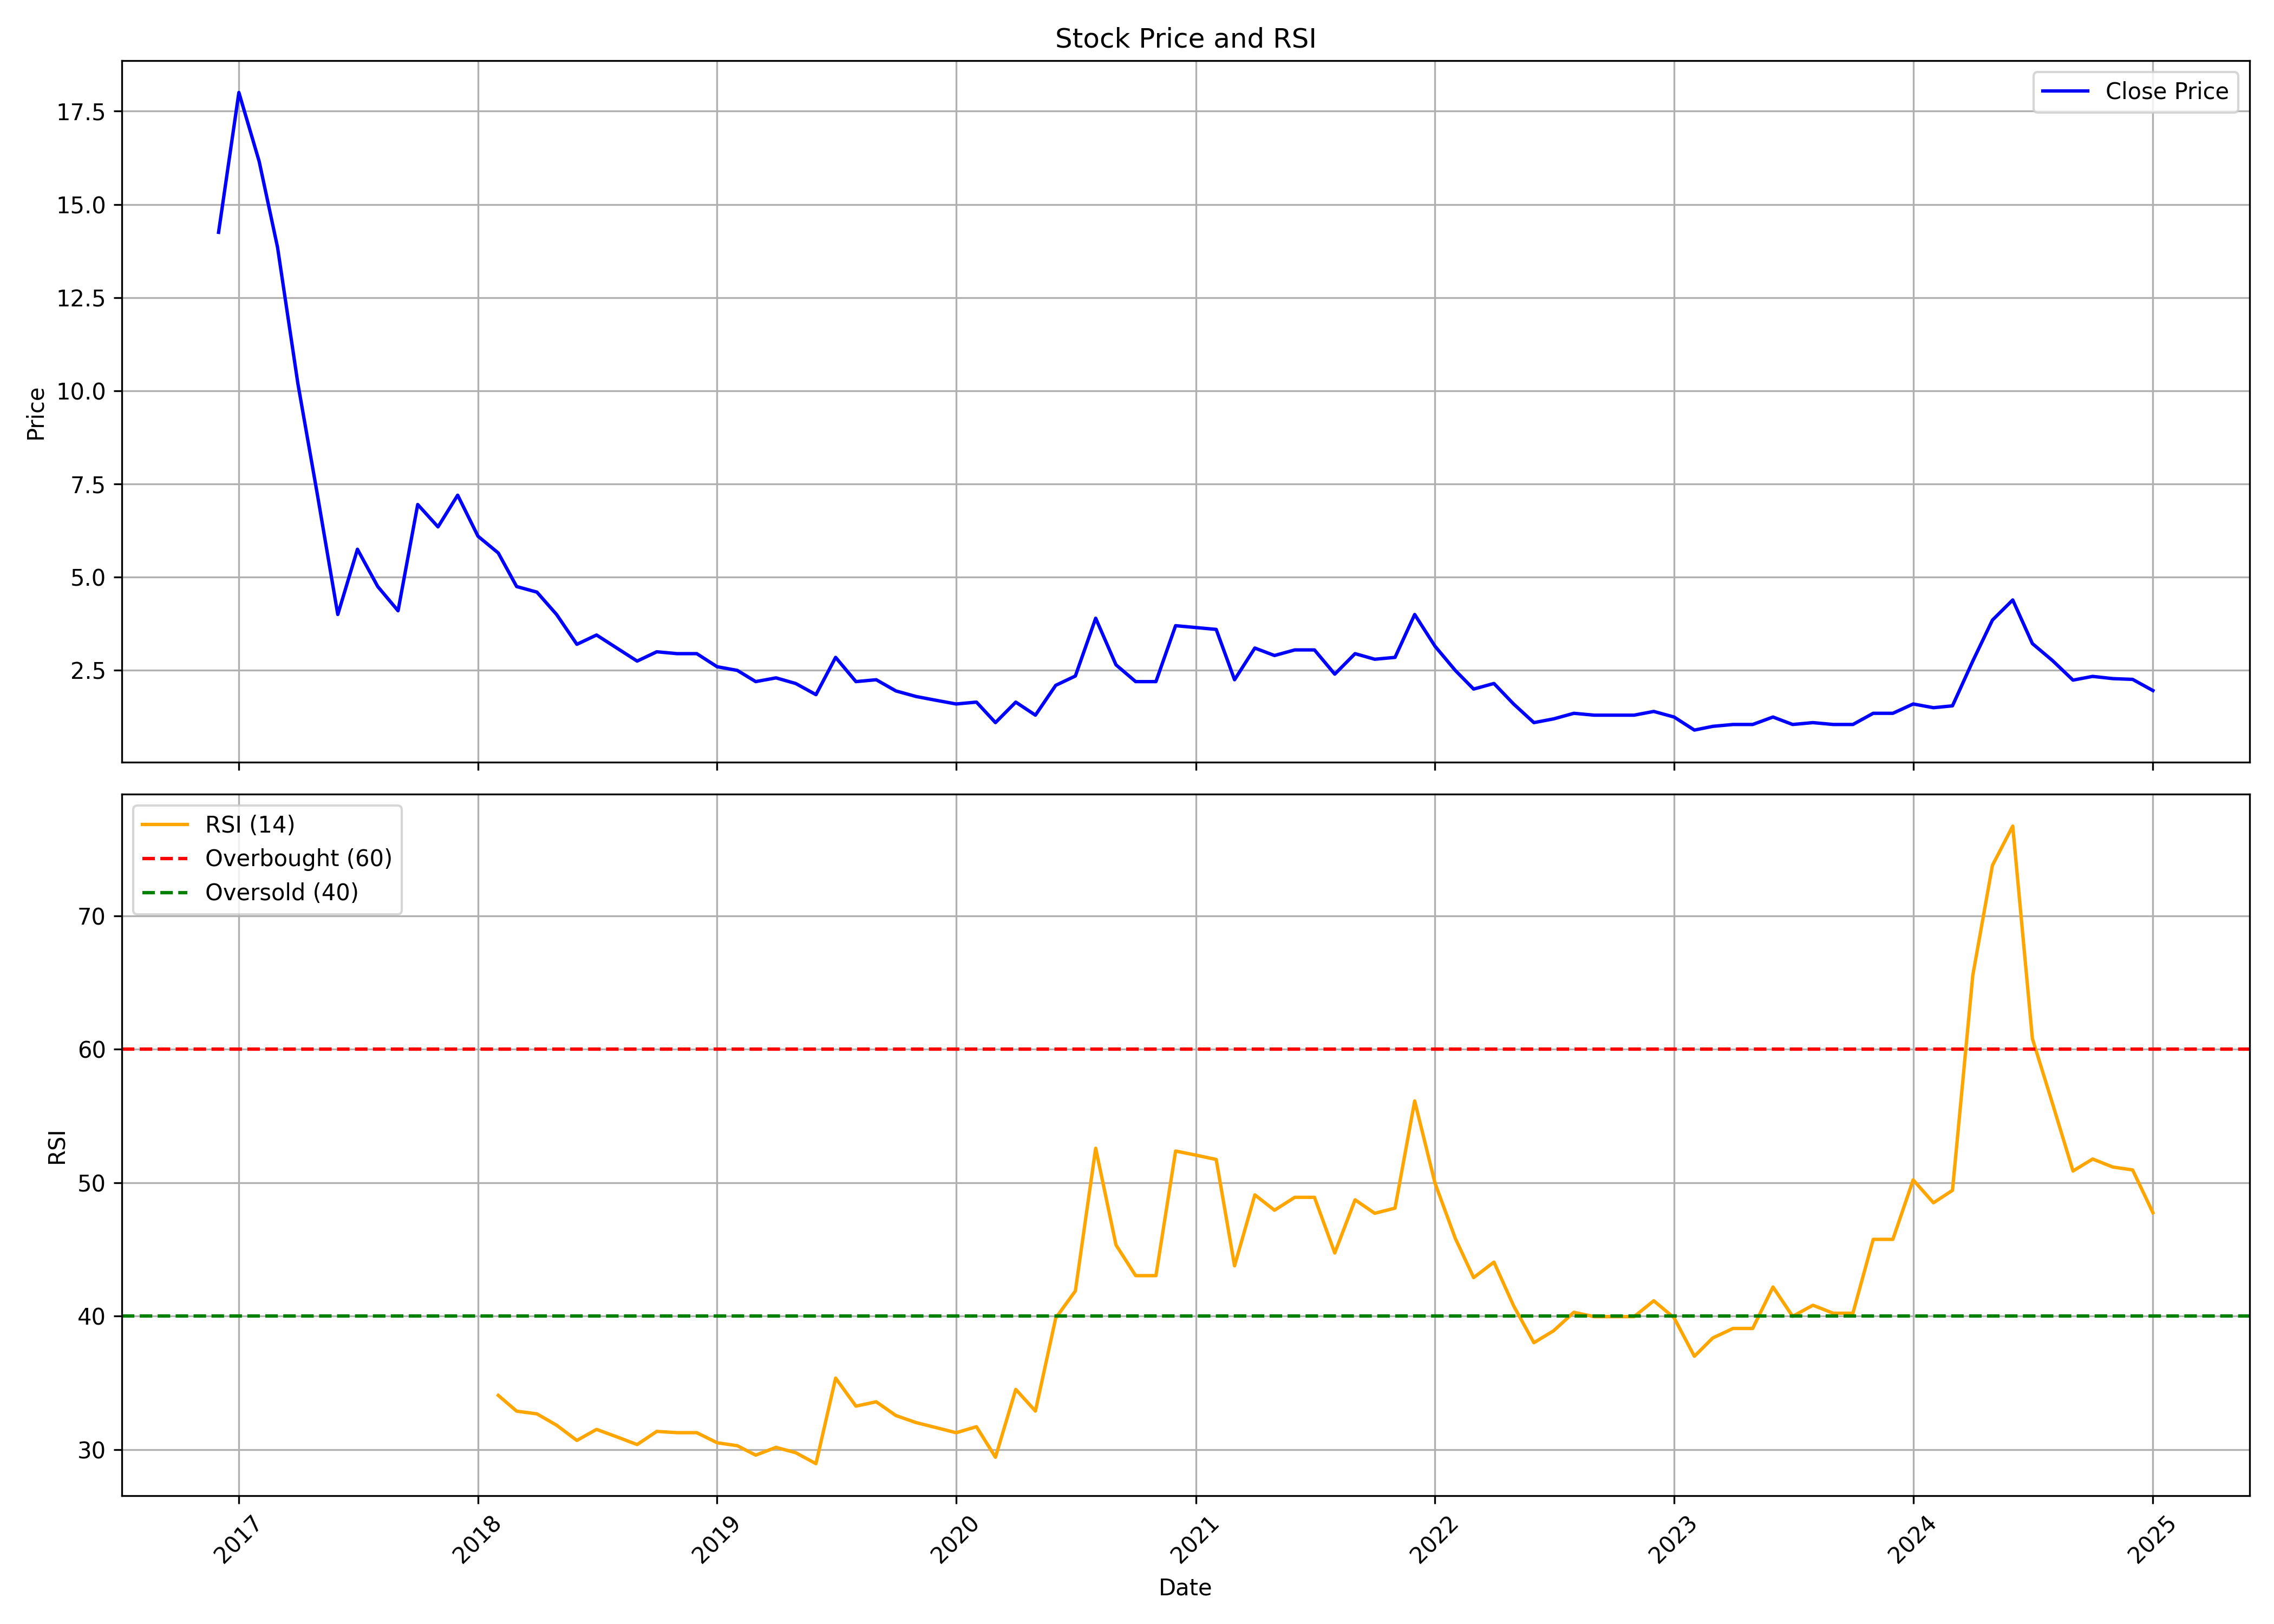 Stock Price and RSI
Close Price
17.5
15.0
12.5
10.0
7.5
5.0
2.5
Price
RSI (14)
Overbought (60)
Oversold (40)
70
60
50
40
30
RSI
2017
2018
2019
2020
2021
2022
2023
2024
2025
Date